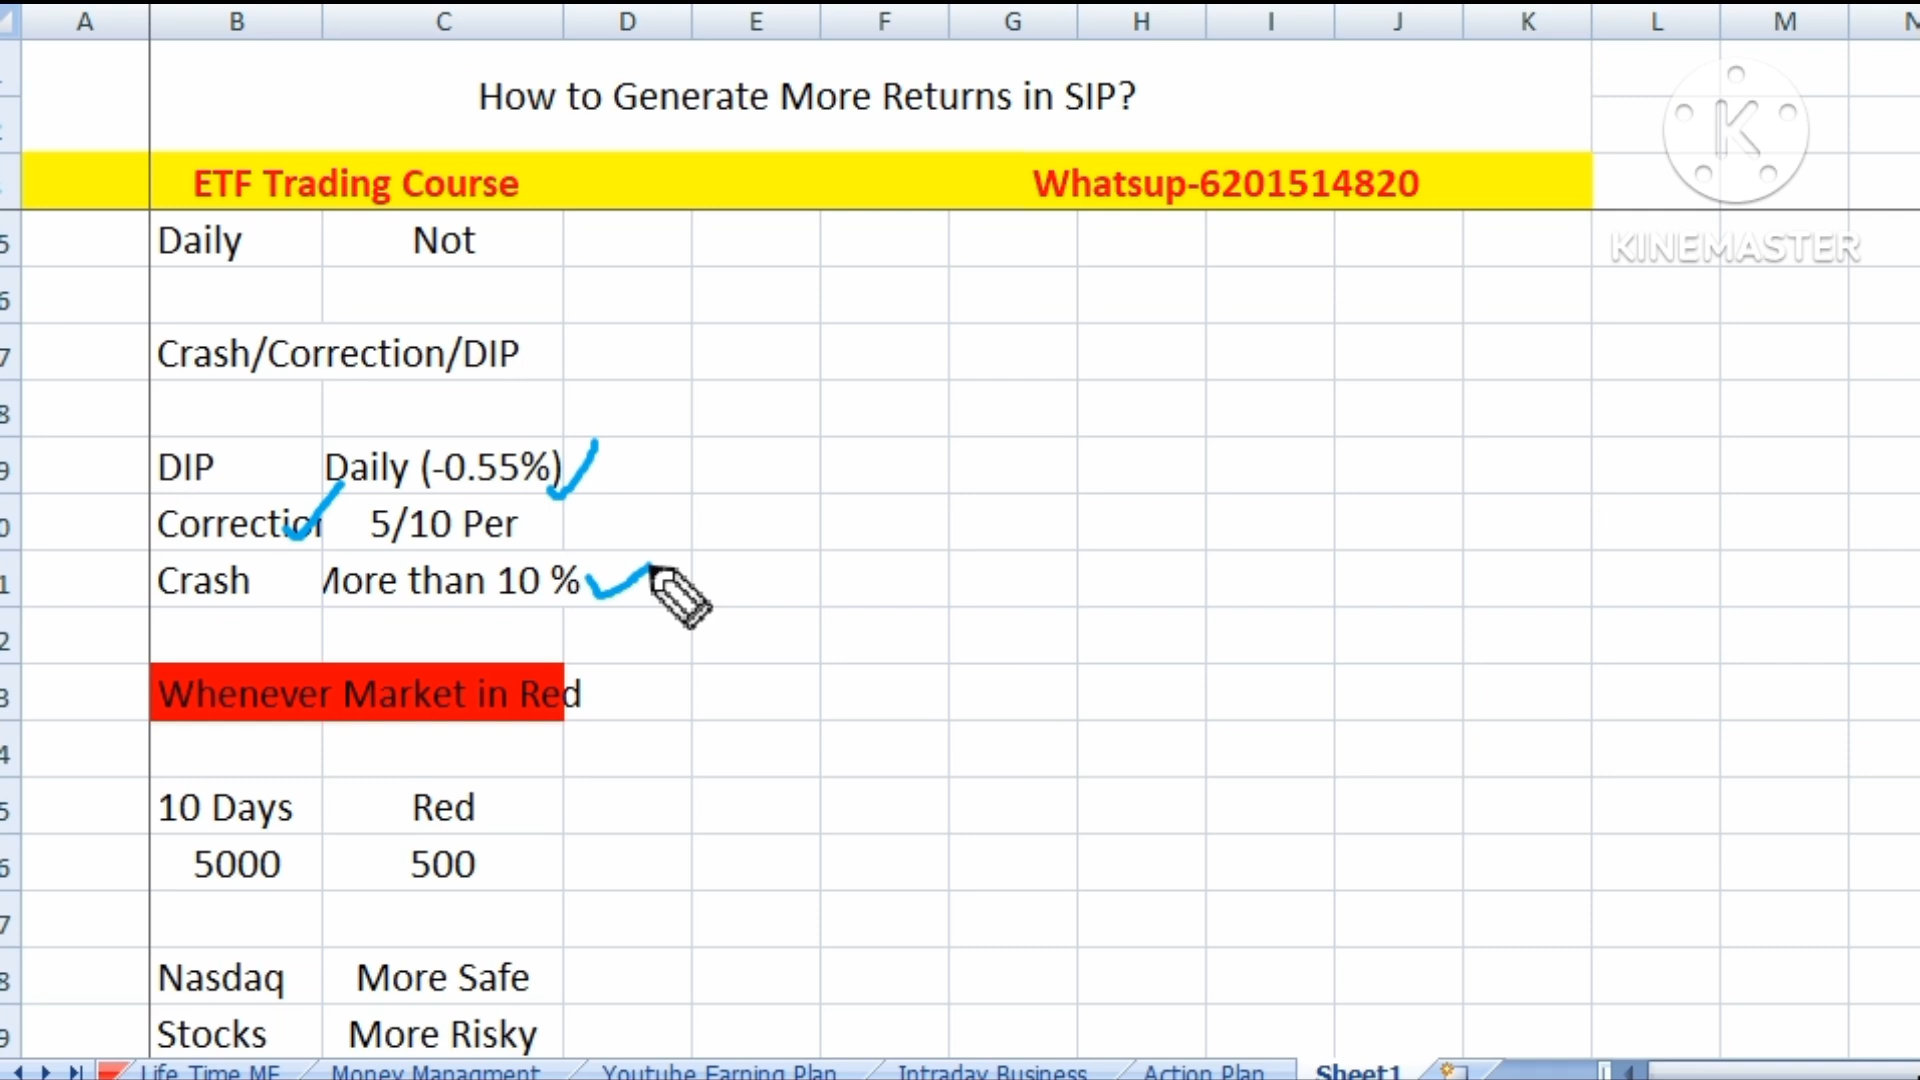 A B C D E F G H I J K L M
How to Generate More Returns in SIP?
ETF Trading Course Whatsup-6201514820
Daily Not
Crash/Correction/DIP
DIP Daily (-0.55%)
Correction 5/10 Per
Crash More than 10 %
Whenever Market in Red
10 Days Red
5000 500
Nasdaq More Safe
Stocks More Risky
Life Time MF Money Managment Youtube Earning Plan Intraday Business Action Plan Sheet1
K
KINEMASTER